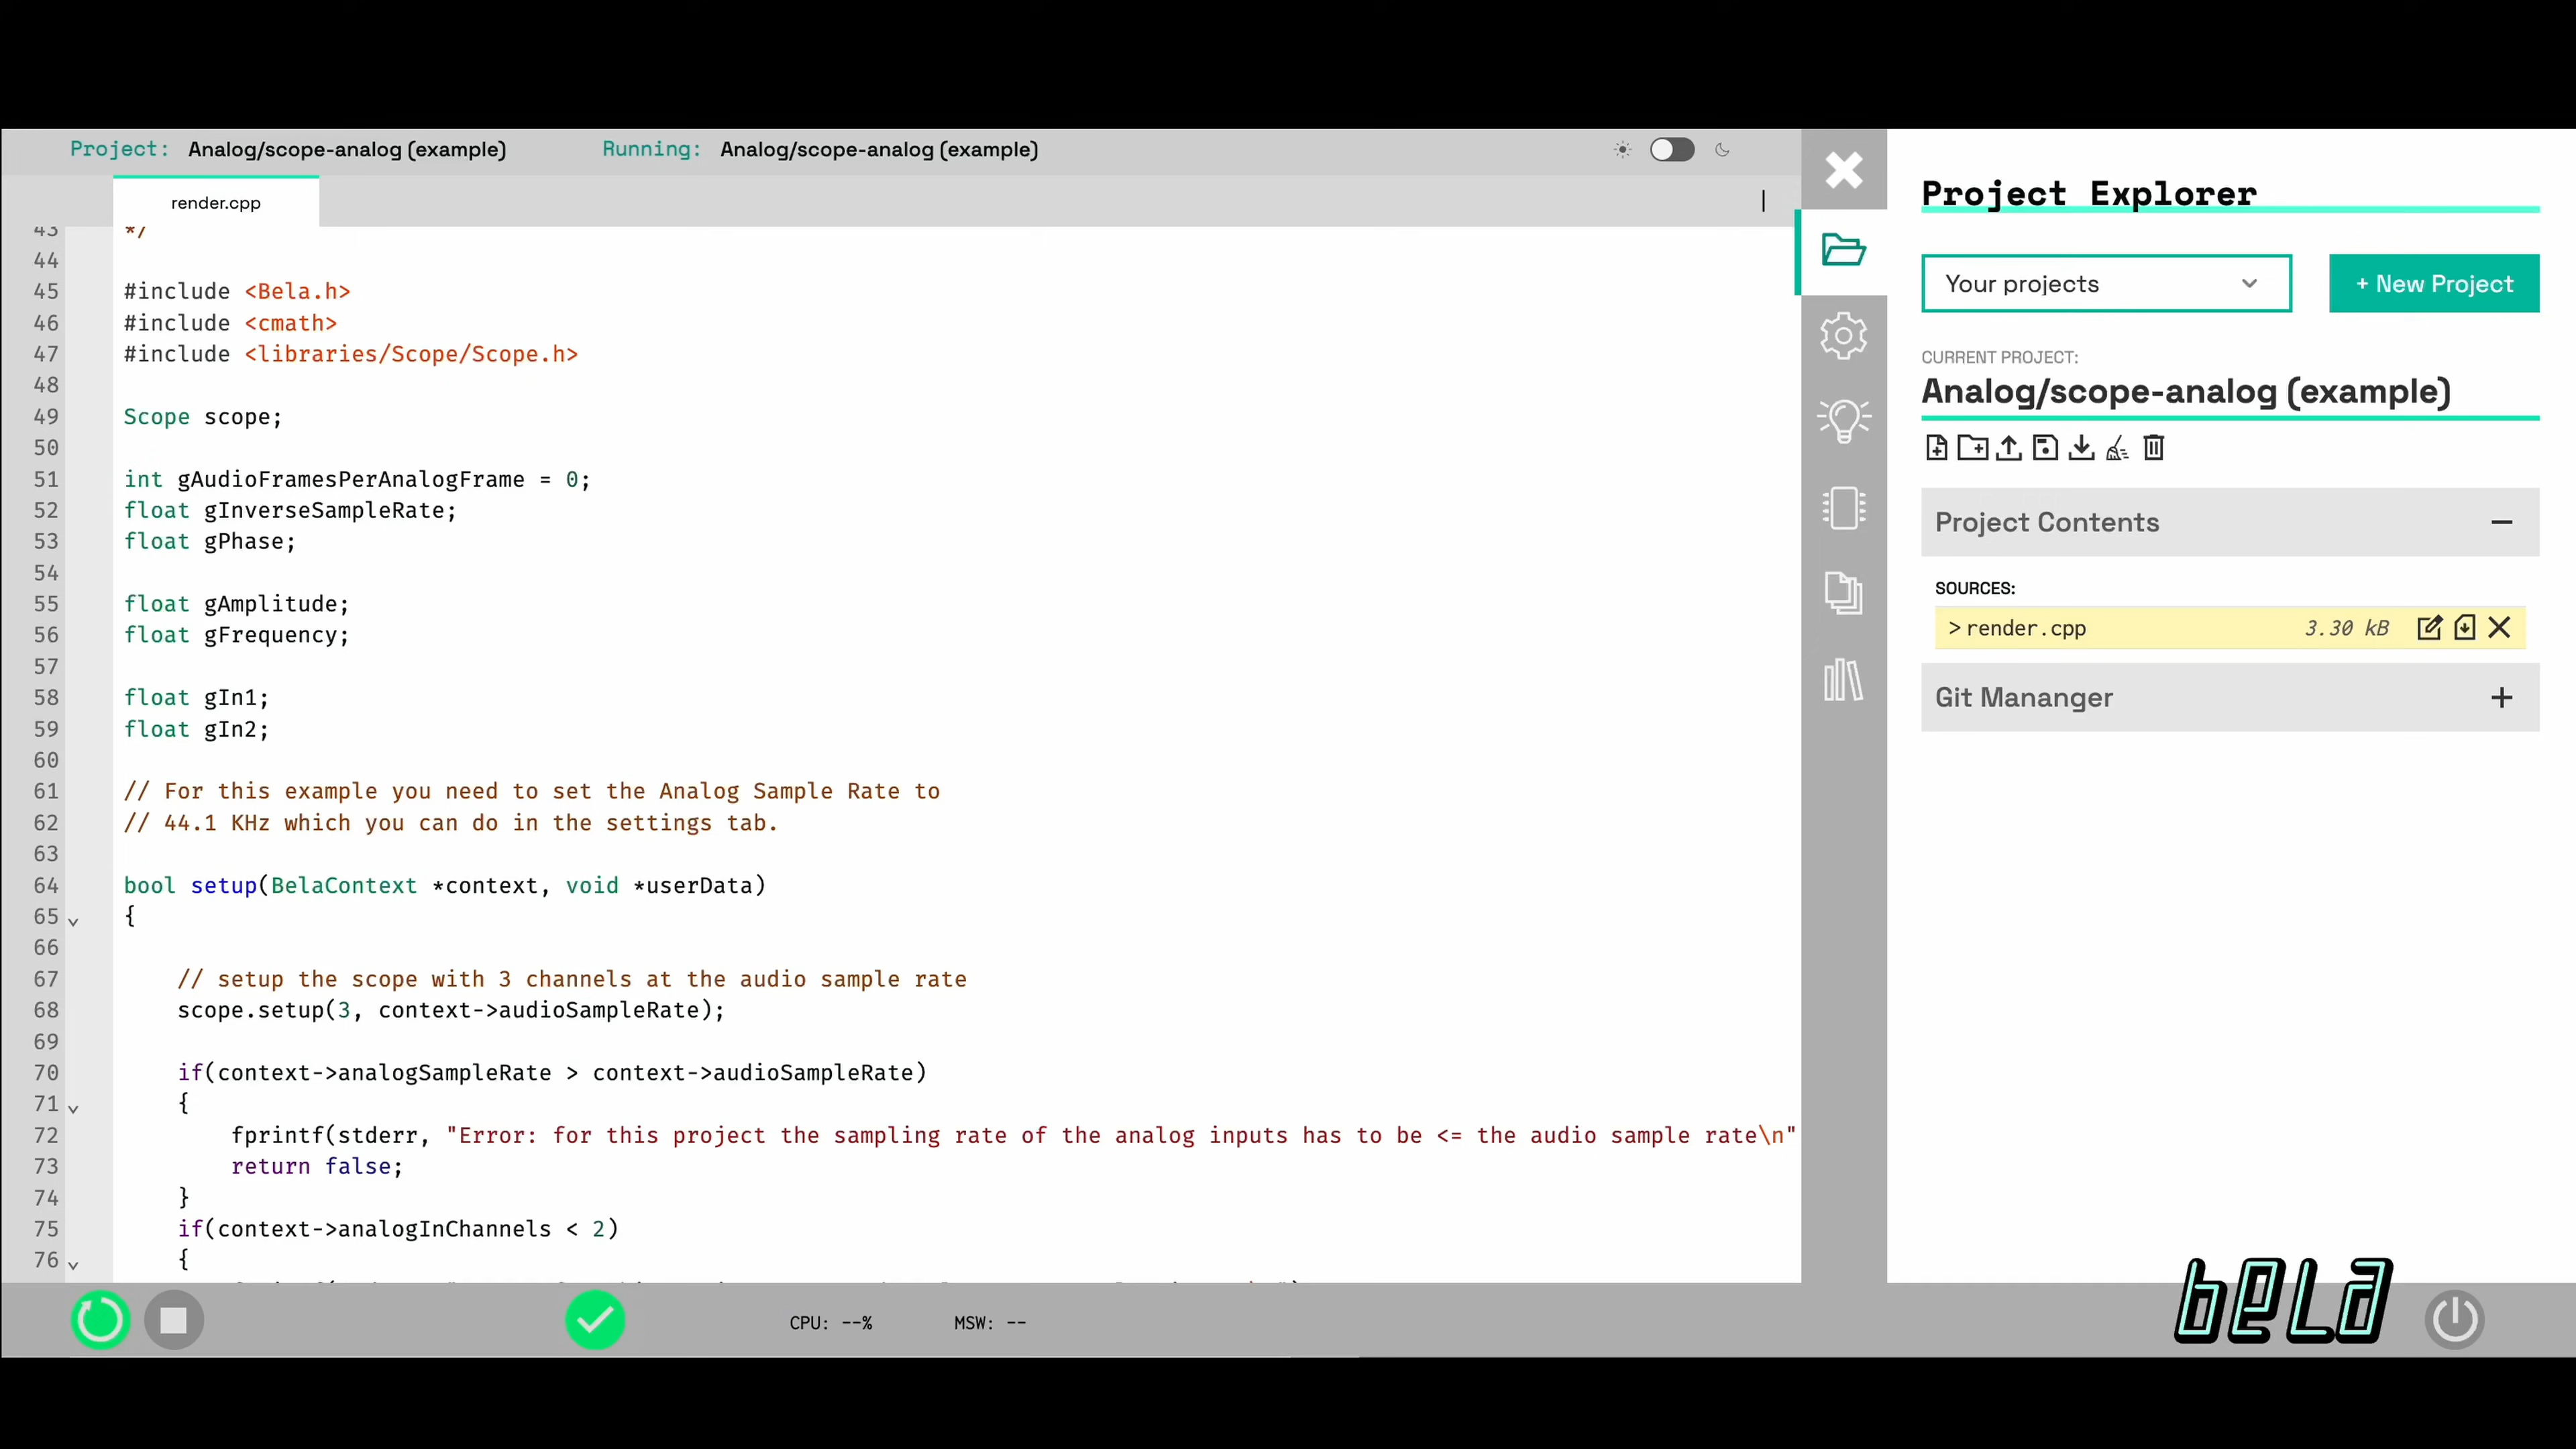 Project: Analog/scope-analog (example) Running: Analog/scope-analog (example)
render.cpp
43 */
44
45 #include <Bela.h>
46 #include <cmath>
47 #include <libraries/Scope/Scope.h>
48
49 Scope scope;
50
51 int gAudioFramesPerAnalogFrame = 0;
52 float gInverseSampleRate;
53 float gPhase;
54
55 float gAmplitude;
56 float gFrequency;
57
58 float gIn1;
59 float gIn2;
60
61 // For this example you need to set the Analog Sample Rate to
62 // 44.1 KHz which you can do in the settings tab.
63
64 bool setup(BelaContext *context, void *userData)
65 {
66
67 // setup the scope with 3 channels at the audio sample rate
68 scope.setup(3, context->audioSampleRate);
69
70 if(context->analogSampleRate > context->audioSampleRate)
71 {
72 fprintf(stderr, "Error: for this project the sampling rate of the analog inputs has to be <= the audio sample rate\n"
73 return false;
74 }
75 if(context->analogInChannels < 2)
76 {
CPU: --% MSW: --
Project Explorer
Your projects
+ New Project
CURRENT PROJECT:
Analog/scope-analog (example)
Project Contents −
SOURCES:
> render.cpp 3.30 kB
Git Mananger +
bela